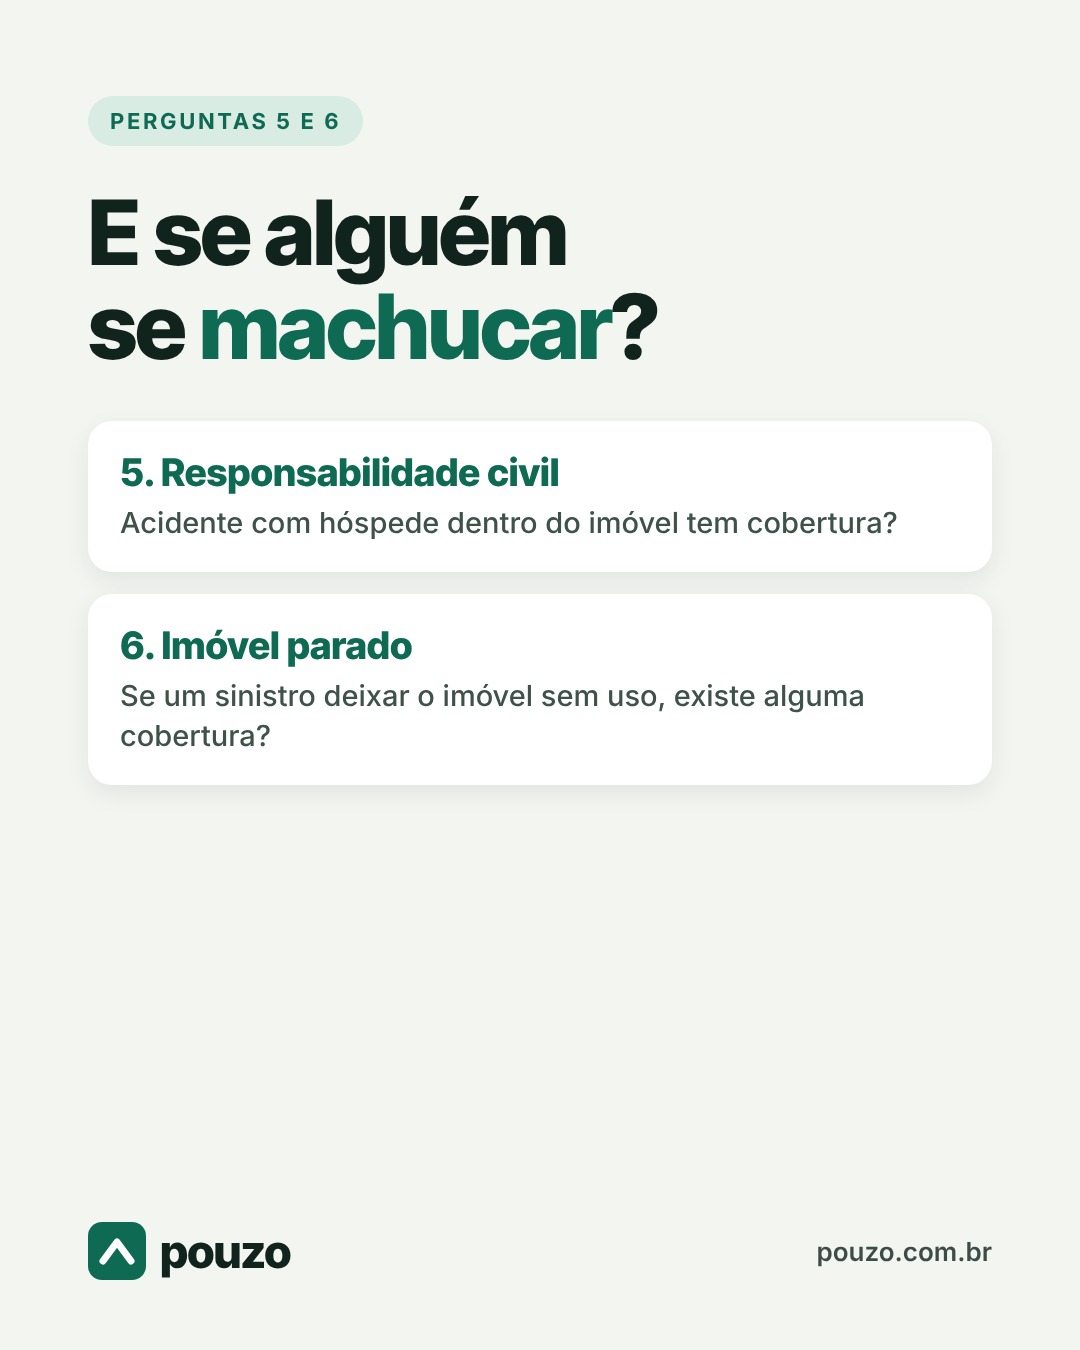 PERGUNTAS 5 E 6
E se alguém
se machucar?
5. Responsabilidade civil
Acidente com hóspede dentro do imóvel tem cobertura?
6. Imóvel parado
Se um sinistro deixar o imóvel sem uso, existe alguma
cobertura?
pouzo
pouzo.com.br